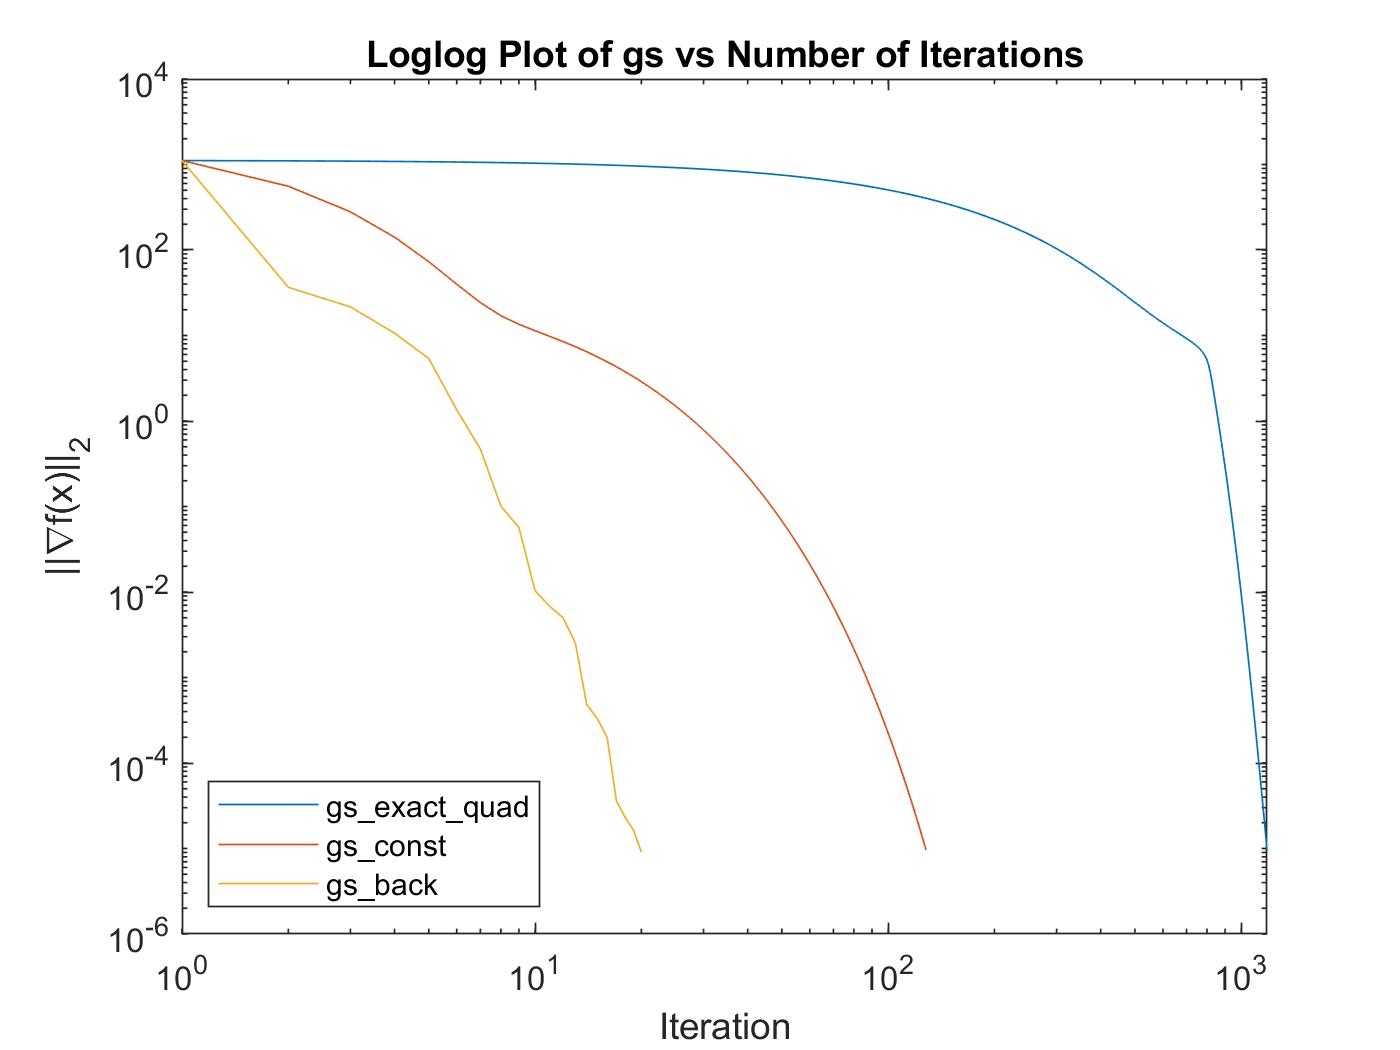 Loglog Plot of gs vs Number of Iterations
10^4
10^2
10^0
10^-2
10^-4
10^-6
||∇f(x)||_2
gs_exact_quad
gs_const
gs_back
10^0 10^1 10^2 10^3
Iteration